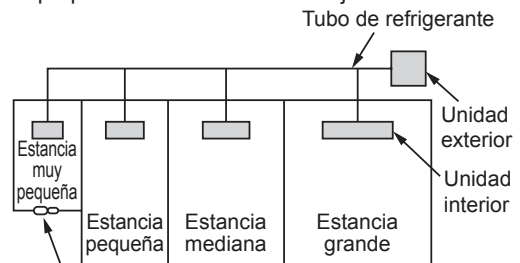 Tubo de refrigerante
Unidad
exterior
Unidad
interior
Estancia
muy
pequeña
Estancia
pequeña
Estancia
mediana
Estancia
grande